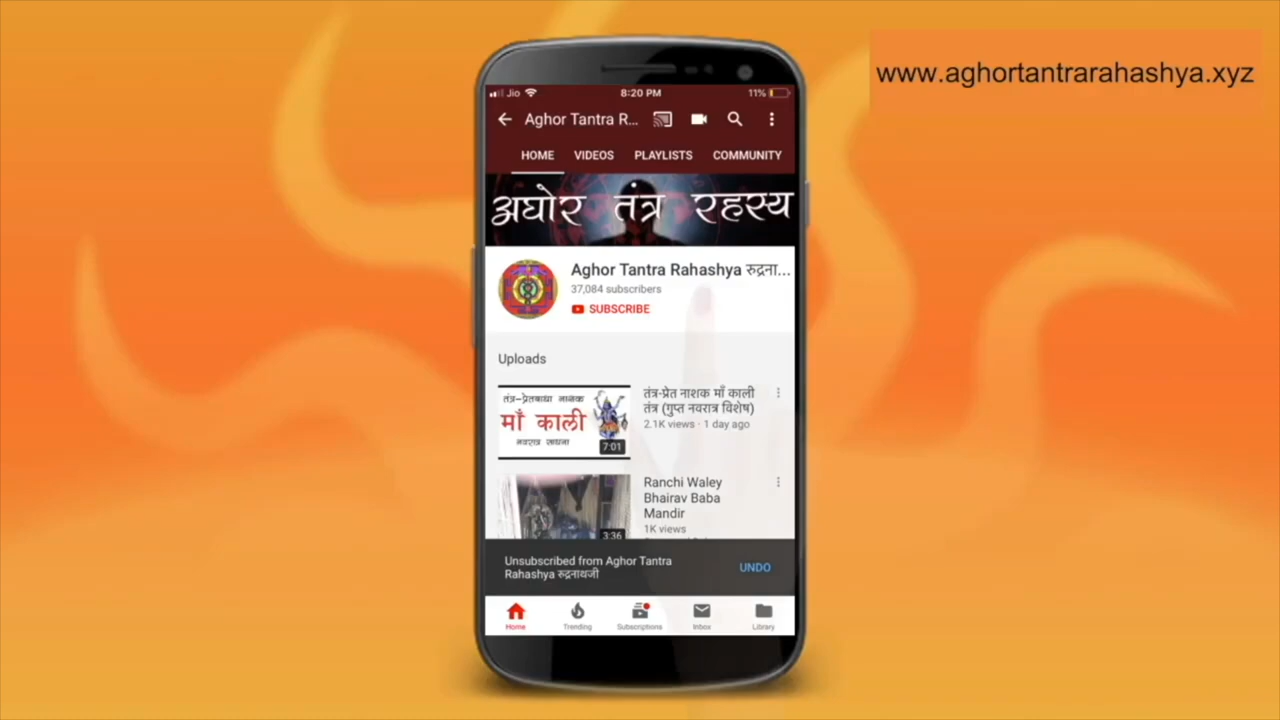 www.aghortantrarahashya.xyz
Jio 8:20 PM 11%
Aghor Tantra R...
HOME VIDEOS PLAYLISTS COMMUNITY
अघोर तंत्र रहस्य
Aghor Tantra Rahashya रुद्रना...
37,084 subscribers
SUBSCRIBE
Uploads
तंत्र-प्रेतबाधा नाशक
माँ काली
नवरात्र साधना
7:01
तंत्र-प्रेत नाशक माँ काली
तंत्र (गुप्त नवरात्र विशेष)
2.1K views · 1 day ago
Ranchi Waley
Bhairav Baba
Mandir
1K views
3:36
Unsubscribed from Aghor Tantra
Rahashya रुद्रनाथजी
UNDO
Home Trending Subscriptions Inbox Library